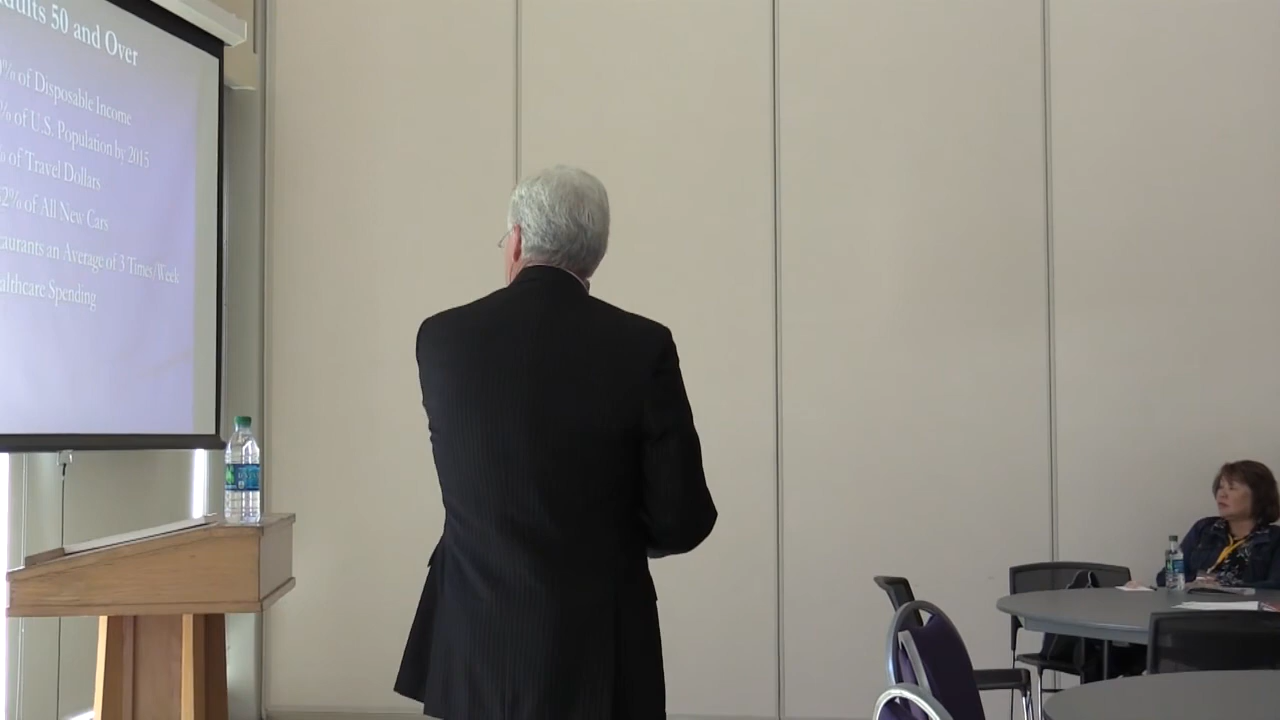 dults 50 and Over
% of Disposable Income
% of U.S. Population by 2015
% of Travel Dollars
2% of All New Cars
aurants an Average of 3 Times/Week
althcare Spending